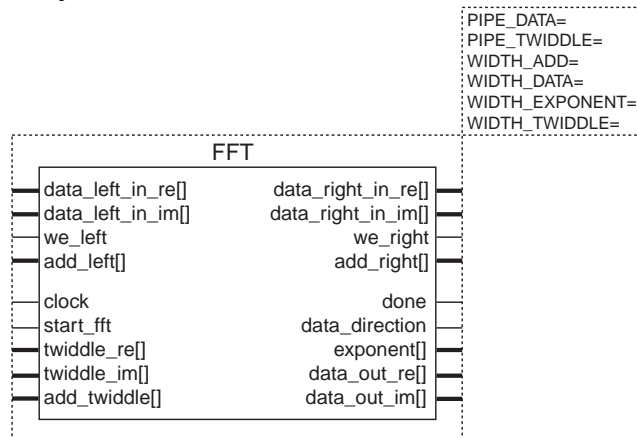 PIPE_DATA=
PIPE_TWIDDLE=
WIDTH_ADD=
WIDTH_DATA=
WIDTH_EXPONENT=
WIDTH_TWIDDLE=
FFT
data_left_in_re[] data_right_in_re[]
data_left_in_im[] data_right_in_im[]
we_left we_right
add_left[] add_right[]
clock done
start_fft data_direction
twiddle_re[] exponent[]
twiddle_im[] data_out_re[]
add_twiddle[] data_out_im[]